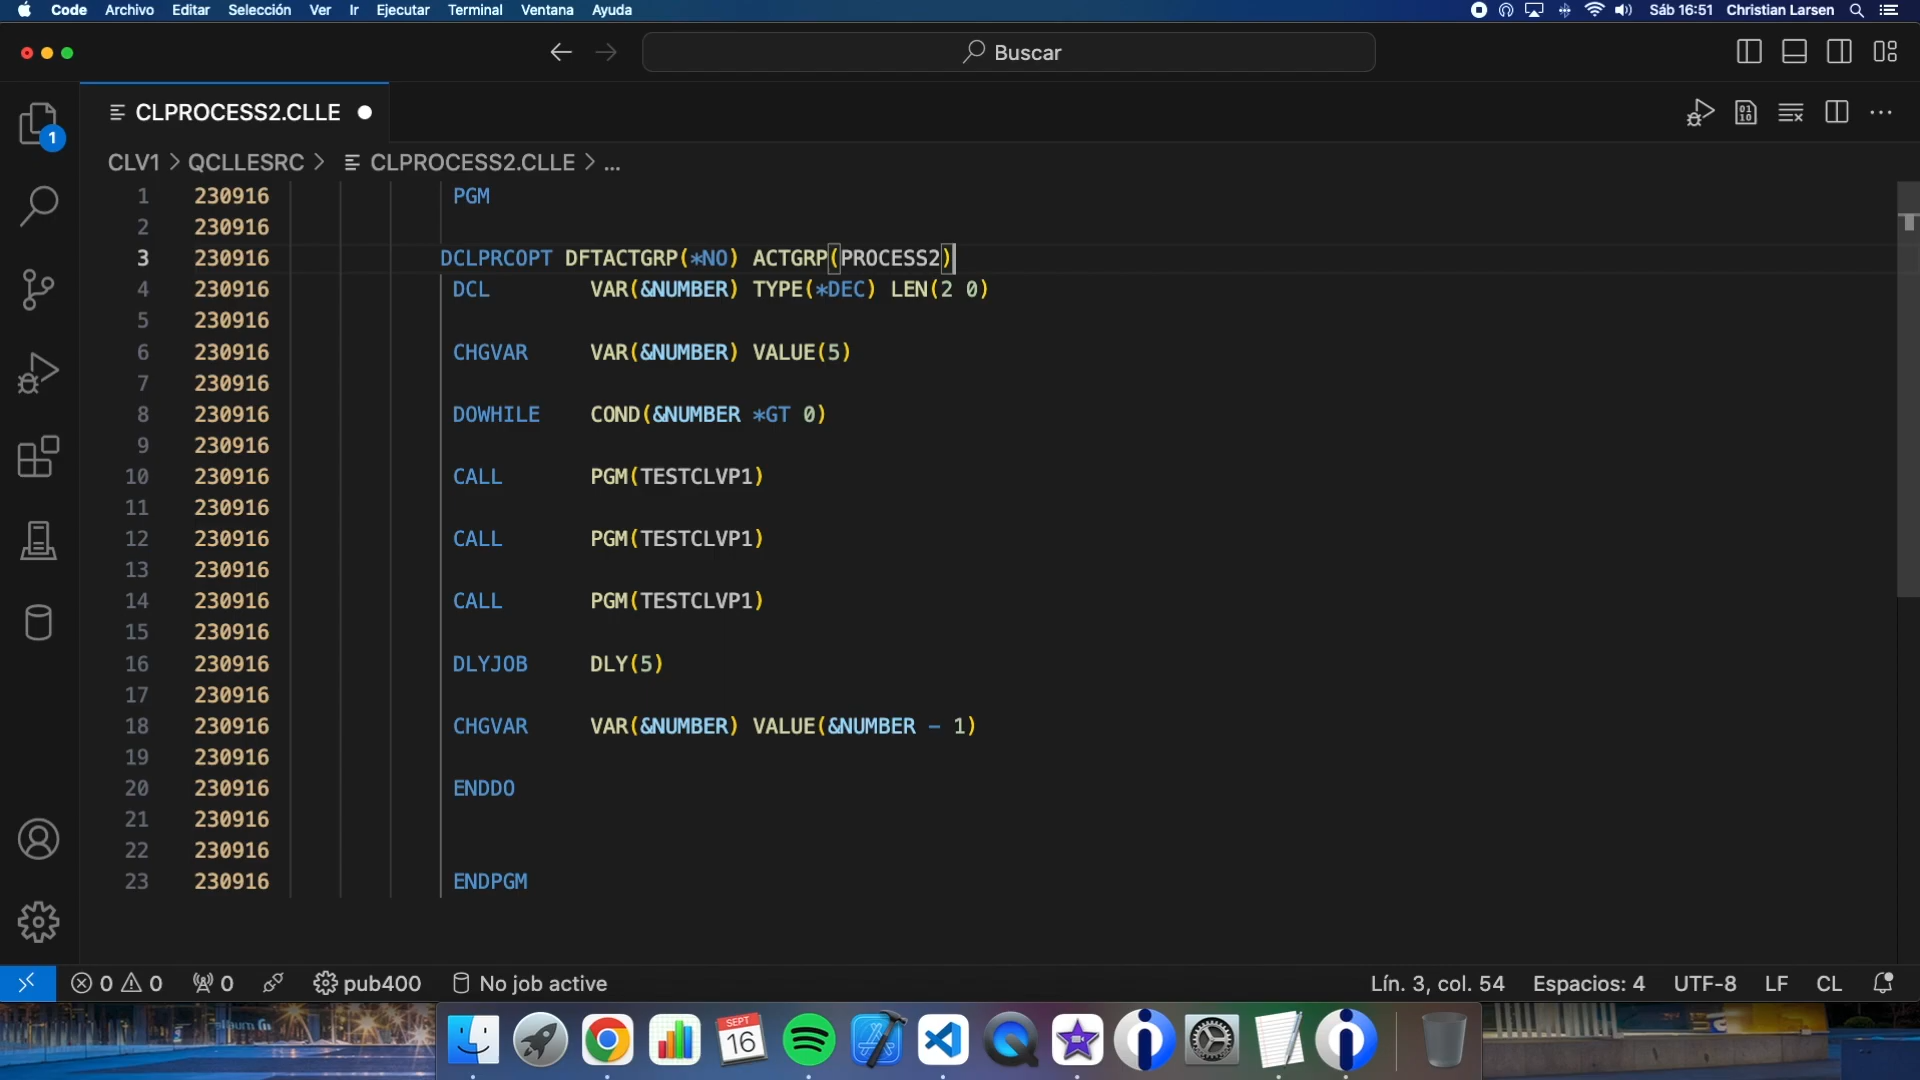 Code Archivo Editar Selección Ver Ir Ejecutar Terminal Ventana Ayuda Sáb 16:51 Christian Larsen
Buscar
CLPROCESS2.CLLE
1
CLV1 > QCLLESRC > CLPROCESS2.CLLE > ...
1 230916 PGM
2 230916
3 230916 DCLPRCOPT DFTACTGRP(*NO) ACTGRP(PROCESS2)
4 230916 DCL VAR(&NUMBER) TYPE(*DEC) LEN(2 0)
5 230916
6 230916 CHGVAR VAR(&NUMBER) VALUE(5)
7 230916
8 230916 DOWHILE COND(&NUMBER *GT 0)
9 230916
10 230916 CALL PGM(TESTCLVP1)
11 230916
12 230916 CALL PGM(TESTCLVP1)
13 230916
14 230916 CALL PGM(TESTCLVP1)
15 230916
16 230916 DLYJOB DLY(5)
17 230916
18 230916 CHGVAR VAR(&NUMBER) VALUE(&NUMBER - 1)
19 230916
20 230916 ENDDO
21 230916
22 230916
23 230916 ENDPGM
0 0 0 pub400 No job active Lín. 3, col. 54 Espacios: 4 UTF-8 LF CL
SEPT
16